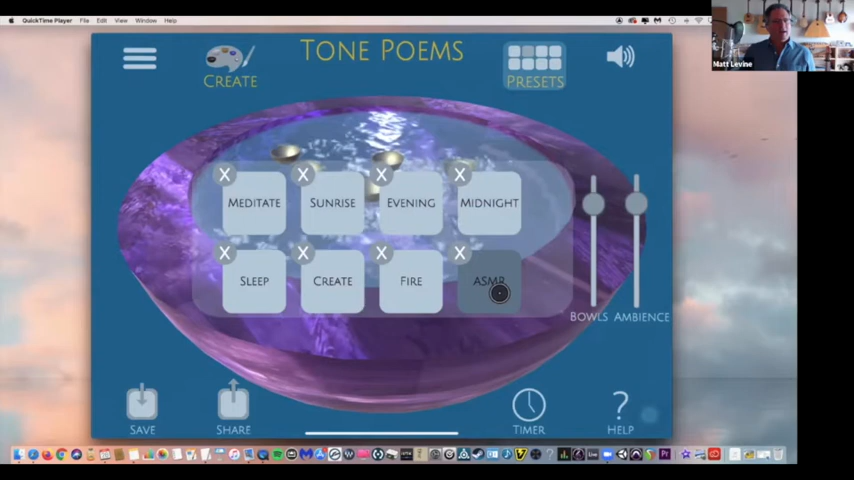 QuickTime Player File Edit View Window Help
Matt Levine
TONE POEMS
CREATE
PRESETS
X X X X
MEDITATE SUNRISE EVENING MIDNIGHT
X X X X
SLEEP CREATE FIRE ASMR
BOWLS AMBIENCE
SAVE SHARE TIMER ? HELP